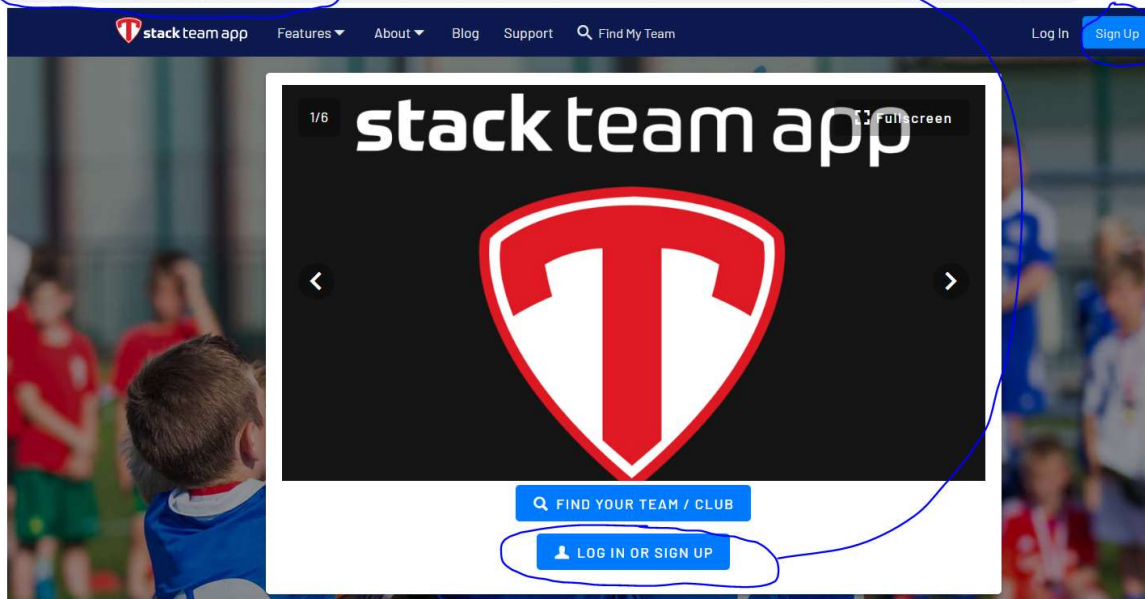 stack team app Features About Blog Support Find My Team Log In Sign Up
1/6 stack team app Fullscreen
FIND YOUR TEAM / CLUB
LOG IN OR SIGN UP